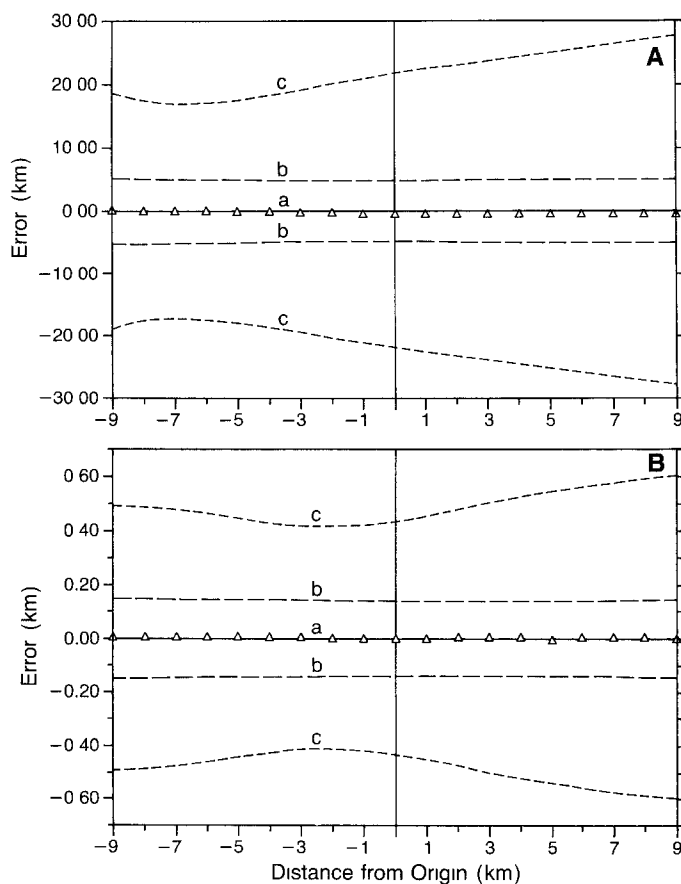 30 00
A
c
20 00
10 00
b
a
0 00
b
−10 00
c
−20 00
−30 00
Error (km)
−9 −7 −5 −3 −1 1 3 5 7 9
B
0 60
c
0 40
0.20
b
a
0.00
b
−0.20
c
−0.40
−0 60
Error (km)
−9 −7 −5 −3 −1 1 3 5 7 9
Distance from Origin (km)